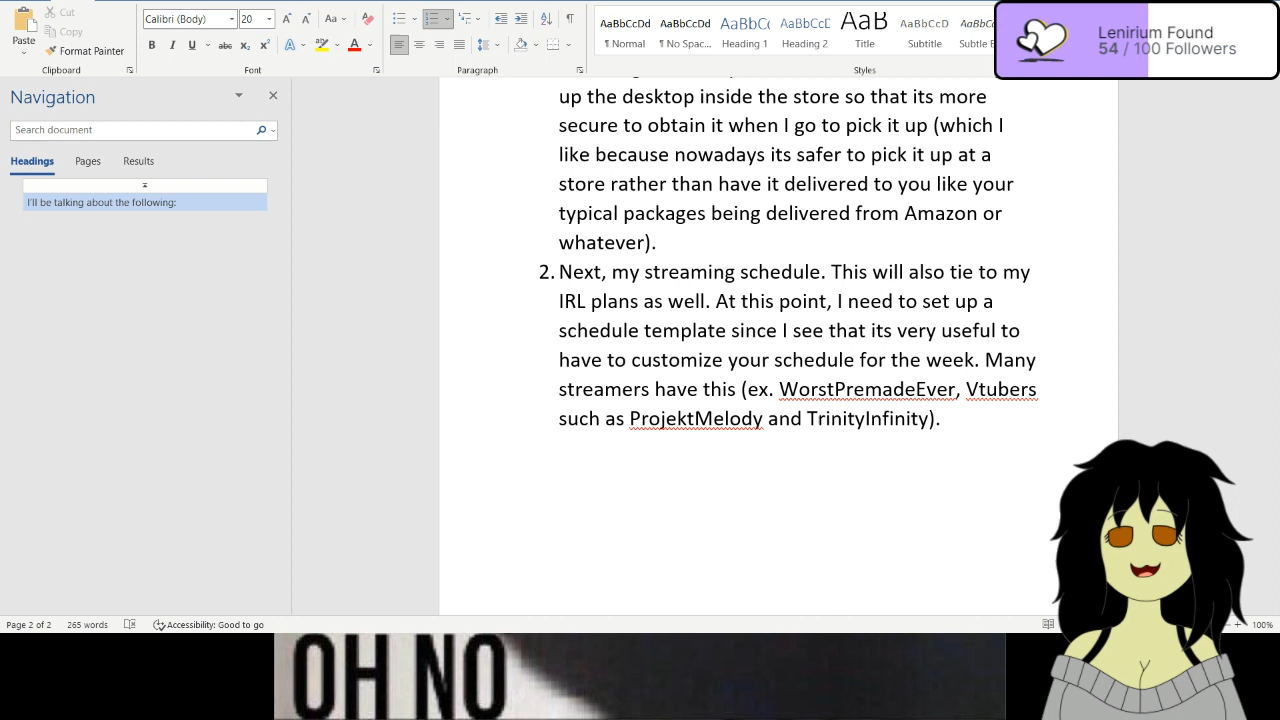 Cut
Copy
Paste
Format Painter
Clipboard
Calibri (Body)
20
Aa
B I U abc x₂ x² A A
Font
Paragraph
AaBbCcDd AaBbCcDd AaBbC AaBbCcD AaB AaBbCcD
¶ Normal ¶ No Spac... Heading 1 Heading 2 Title Subtitle Subtle E
Styles
Lenirium Found
54 / 100 Followers
Navigation
Search document
Headings Pages Results
I'll be talking about the following:
up the desktop inside the store so that its more
secure to obtain it when I go to pick it up (which I
like because nowadays its safer to pick it up at a
store rather than have it delivered to you like your
typical packages being delivered from Amazon or
whatever).
2. Next, my streaming schedule. This will also tie to my
IRL plans as well. At this point, I need to set up a
schedule template since I see that its very useful to
have to customize your schedule for the week. Many
streamers have this (ex. WorstPremadeEver, Vtubers
such as ProjektMelody and TrinityInfinity).
Page 2 of 2 265 words Accessibility: Good to go
100%
OH NO